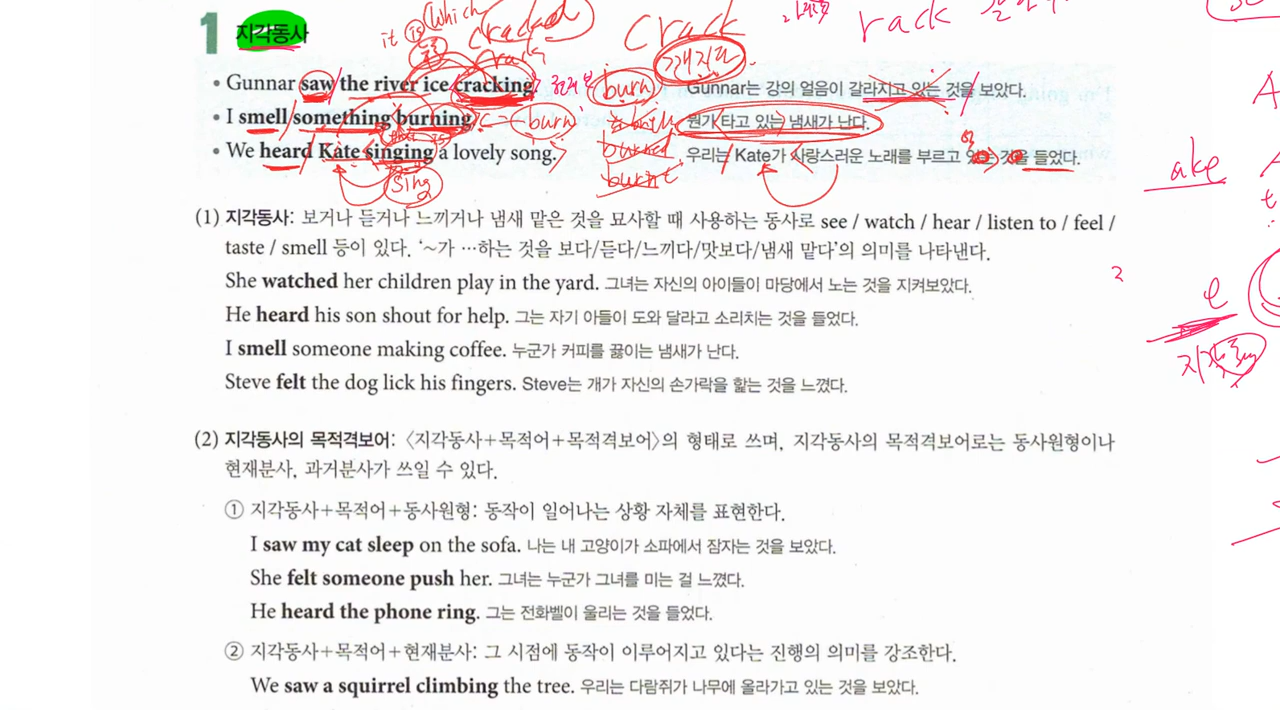 it is which cracked crack rack
1 지각동사
깨지다
crack
• Gunnar saw the river ice cracking. burn Gunnar는 강의 얼음이 갈라지고 있는 것을 보았다.
• I smell something burning. burn 뭔가 타고 있는 냄새가 난다.
burned
• We heard Kate singing a lovely song. 우리는 Kate가 사랑스러운 노래를 부르고 있는 것을 들었다.
burnt
sing
ake
(1) 지각동사: 보거나 듣거나 느끼거나 냄새 맡은 것을 묘사할 때 사용하는 동사로 see / watch / hear / listen to / feel /
taste / smell 등이 있다. ‘~가 …하는 것을 보다/듣다/느끼다/맛보다/냄새 맡다’의 의미를 나타낸다.
She watched her children play in the yard. 그녀는 자신의 아이들이 마당에서 노는 것을 지켜보았다.
He heard his son shout for help. 그는 자기 아들이 도와 달라고 소리치는 것을 들었다.
I smell someone making coffee. 누군가 커피를 끓이는 냄새가 난다.
Steve felt the dog lick his fingers. Steve는 개가 자신의 손가락을 핥는 것을 느꼈다.
(2) 지각동사의 목적격보어: 〈지각동사+목적어+목적격보어〉의 형태로 쓰며, 지각동사의 목적격보어로는 동사원형이나
현재분사, 과거분사가 쓰일 수 있다.
① 지각동사+목적어+동사원형: 동작이 일어나는 상황 자체를 표현한다.
I saw my cat sleep on the sofa. 나는 내 고양이가 소파에서 잠자는 것을 보았다.
She felt someone push her. 그녀는 누군가 그녀를 미는 걸 느꼈다.
He heard the phone ring. 그는 전화벨이 울리는 것을 들었다.
② 지각동사+목적어+현재분사: 그 시점에 동작이 이루어지고 있다는 진행의 의미를 강조한다.
We saw a squirrel climbing the tree. 우리는 다람쥐가 나무에 올라가고 있는 것을 보았다.